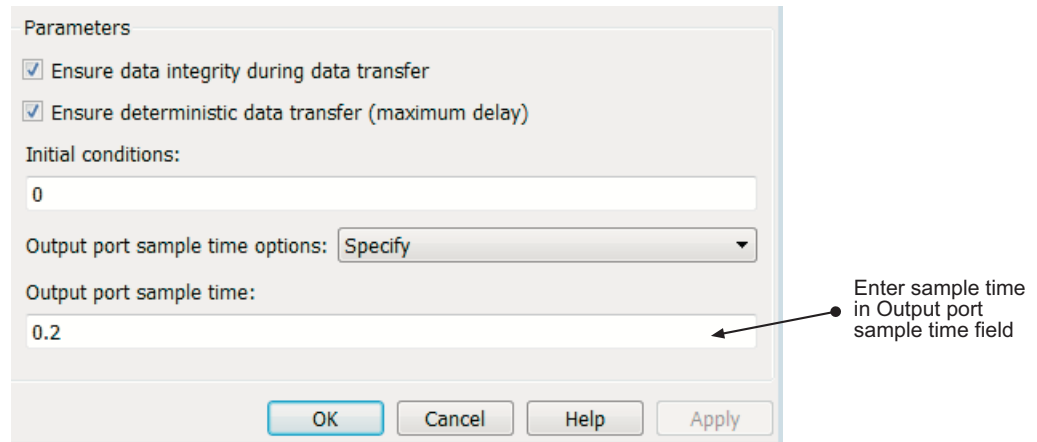 Parameters
Ensure data integrity during data transfer
Ensure deterministic data transfer (maximum delay)
Initial conditions:
0
Output port sample time options: Specify
Output port sample time:
0.2
Enter sample time
in Output port
sample time field
OK Cancel Help Apply